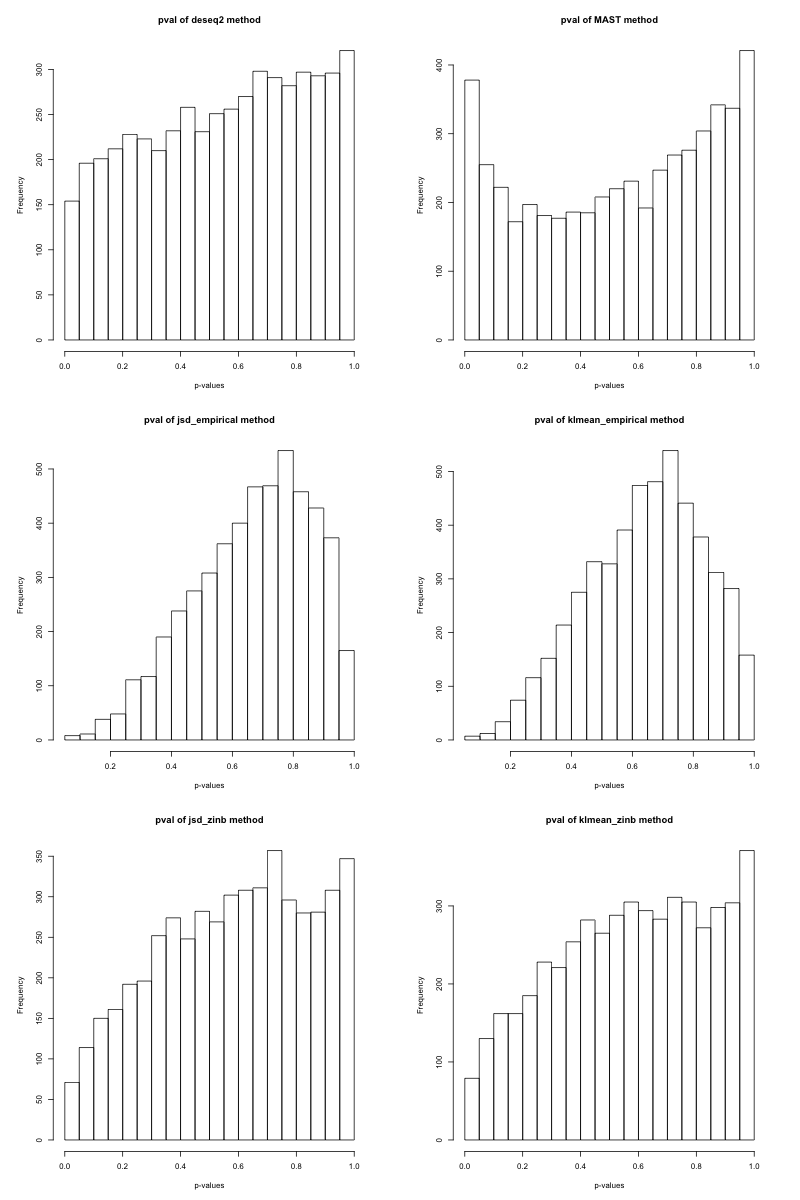 pval of deseq2 method
Frequency
300
250
200
150
100
50
0
0.0 0.2 0.4 0.6 0.8 1.0
p-values
pval of MAST method
Frequency
400
300
200
100
0
0.0 0.2 0.4 0.6 0.8 1.0
p-values
pval of jsd_empirical method
Frequency
500
400
300
200
100
0
0.2 0.4 0.6 0.8 1.0
p-values
pval of klmean_empirical method
Frequency
500
400
300
200
100
0
0.2 0.4 0.6 0.8 1.0
p-values
pval of jsd_zinb method
Frequency
350
300
250
200
150
100
50
0
0.0 0.2 0.4 0.6 0.8 1.0
p-values
pval of klmean_zinb method
Frequency
300
200
100
0
0.0 0.2 0.4 0.6 0.8 1.0
p-values